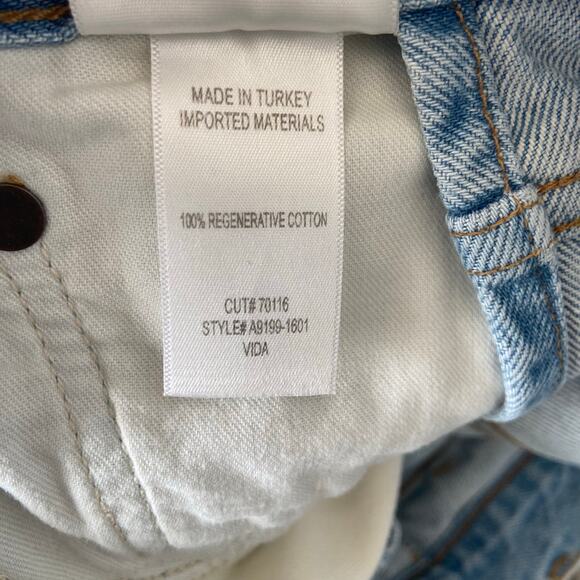 MADE IN TURKEY
IMPORTED MATERIALS
100% REGENERATIVE COTTON
CUT# 70116
STYLE# A9199-1601
VIDA